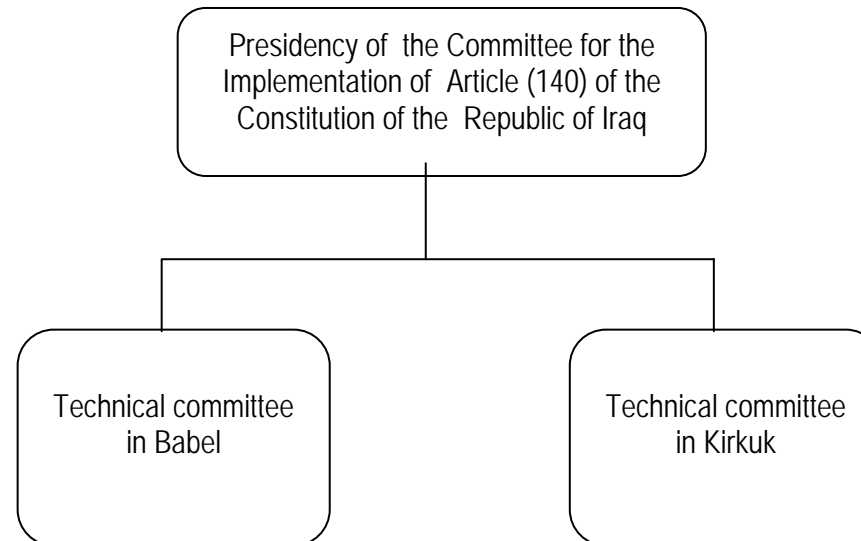 Presidency of the Committee for the
Implementation of Article (140) of the
Constitution of the Republic of Iraq
Technical committee
in Babel
Technical committee
in Kirkuk